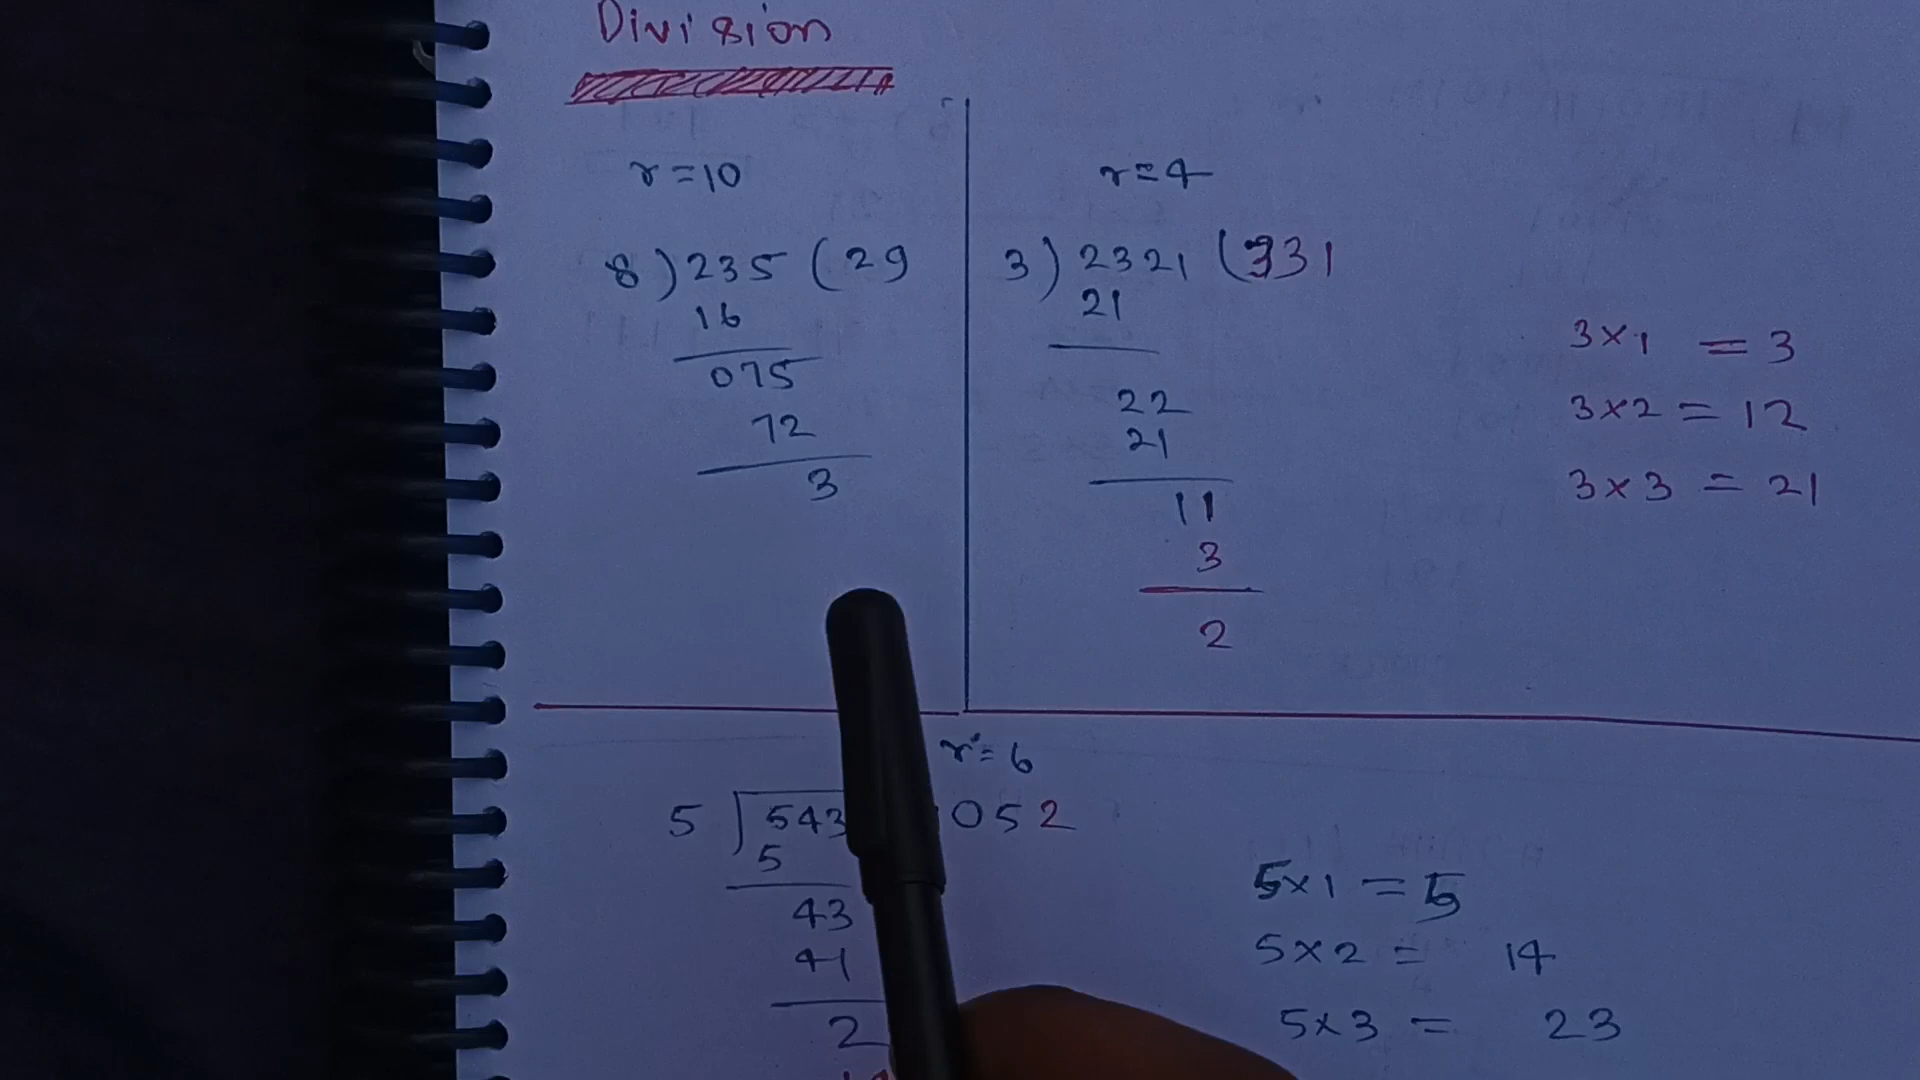 Division
r=10
8)235(29
16
075
72
3
r=4
3)2321(331
21
22
21
11
3
2
3×1 = 3
3×2 = 12
3×3 = 21
r=6
5 543 052
5
43
41
2
5×1 = 5
5×2 = 14
5×3 = 23